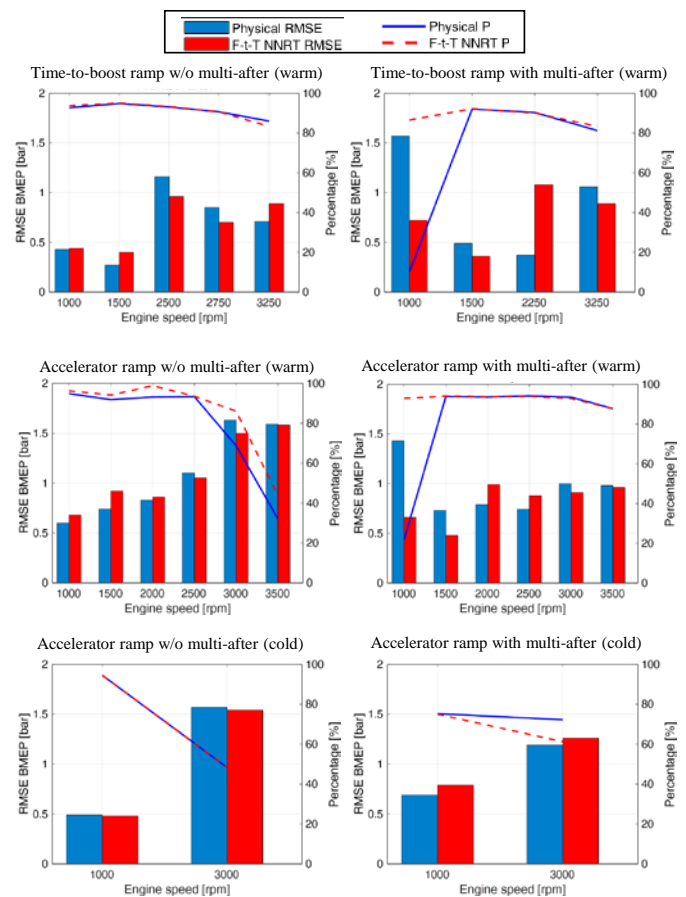 Physical RMSE
Physical P
F-t-T NNRT RMSE
F-t-T NNRT P
Time-to-boost ramp w/o multi-after (warm)
Time-to-boost ramp with multi-after (warm)
RMSE BMEP [bar]
2
1.5
1
0.5
0
100
80
60
40
20
0
Percentage [%]
1000 1500 2500 2750 3250
Engine speed [rpm]
RMSE BMEP [bar]
2
1.5
1
0.5
0
100
80
60
40
20
0
Percentage [%]
1000 1500 2250 3250
Engine speed [rpm]
Accelerator ramp w/o multi-after (warm)
Accelerator ramp with multi-after (warm)
RMSE BMEP [bar]
2
1.5
1
0.5
0
100
80
60
40
20
0
Percentage [%]
1000 1500 2000 2500 3000 3500
Engine speed [rpm]
RMSE BMEP [bar]
2
1.5
1
0.5
0
100
80
60
40
20
0
Percentage [%]
1000 1500 2000 2500 3000 3500
Engine speed [rpm]
Accelerator ramp w/o multi-after (cold)
Accelerator ramp with multi-after (cold)
RMSE BMEP [bar]
2
1.5
1
0.5
0
100
80
60
40
20
0
Percentage [%]
1000 3000
Engine speed [rpm]
RMSE BMEP [bar]
2
1.5
1
0.5
0
100
80
60
40
20
0
Percentage [%]
1000 3000
Engine speed [rpm]